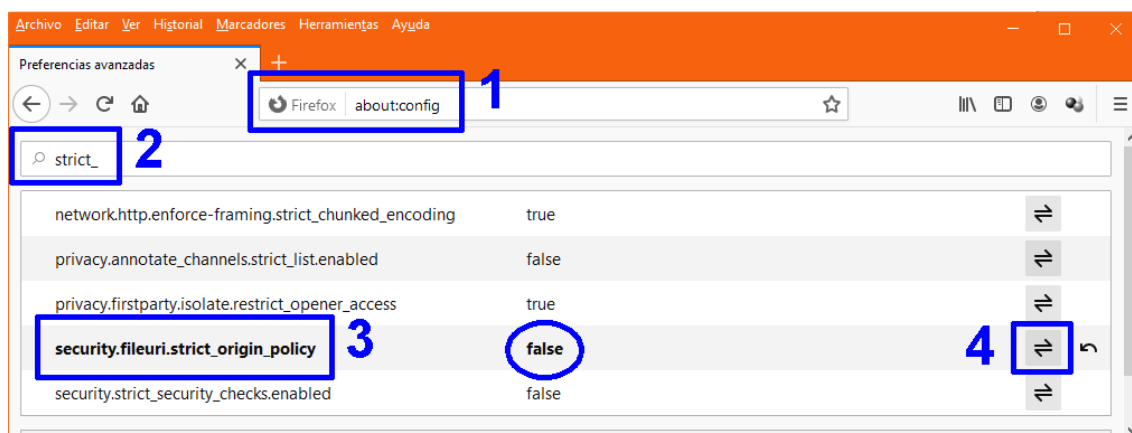 Archivo Editar Ver Historial Marcadores Herramientas Ayuda
Preferencias avanzadas
Firefox about:config 1
strict_ 2
network.http.enforce-framing.strict_chunked_encoding true
privacy.annotate_channels.strict_list.enabled false
privacy.firstparty.isolate.restrict_opener_access true
security.fileuri.strict_origin_policy 3 false 4
security.strict_security_checks.enabled false